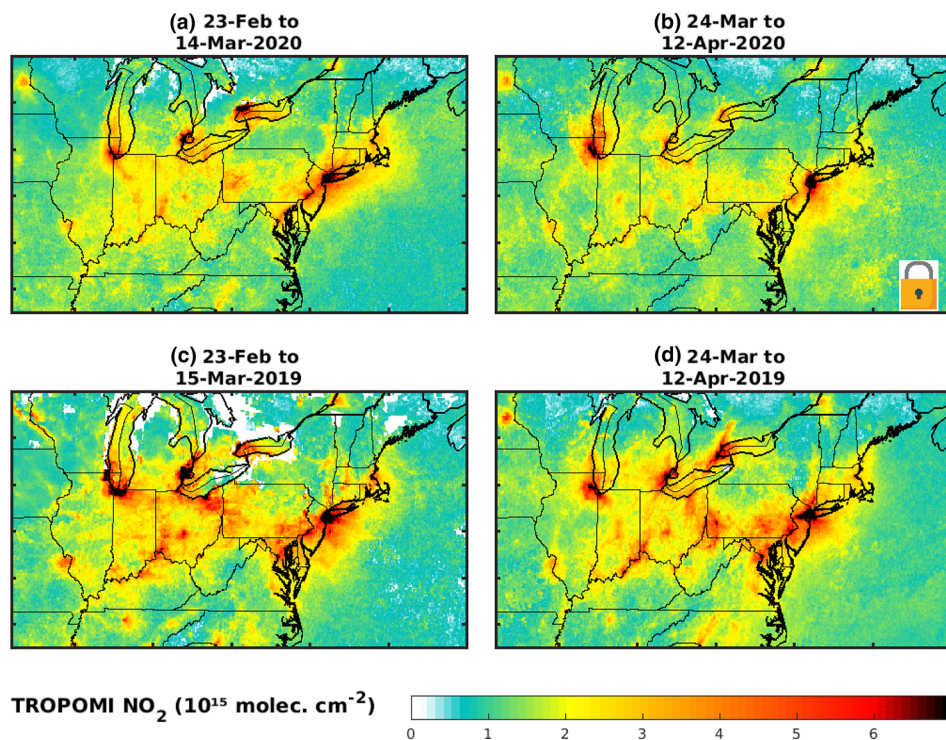 (a) 23-Feb to
14-Mar-2020
(b) 24-Mar to
12-Apr-2020
(c) 23-Feb to
15-Mar-2019
(d) 24-Mar to
12-Apr-2019
TROPOMI NO₂ (10¹⁵ molec. cm⁻²)
0 1 2 3 4 5 6